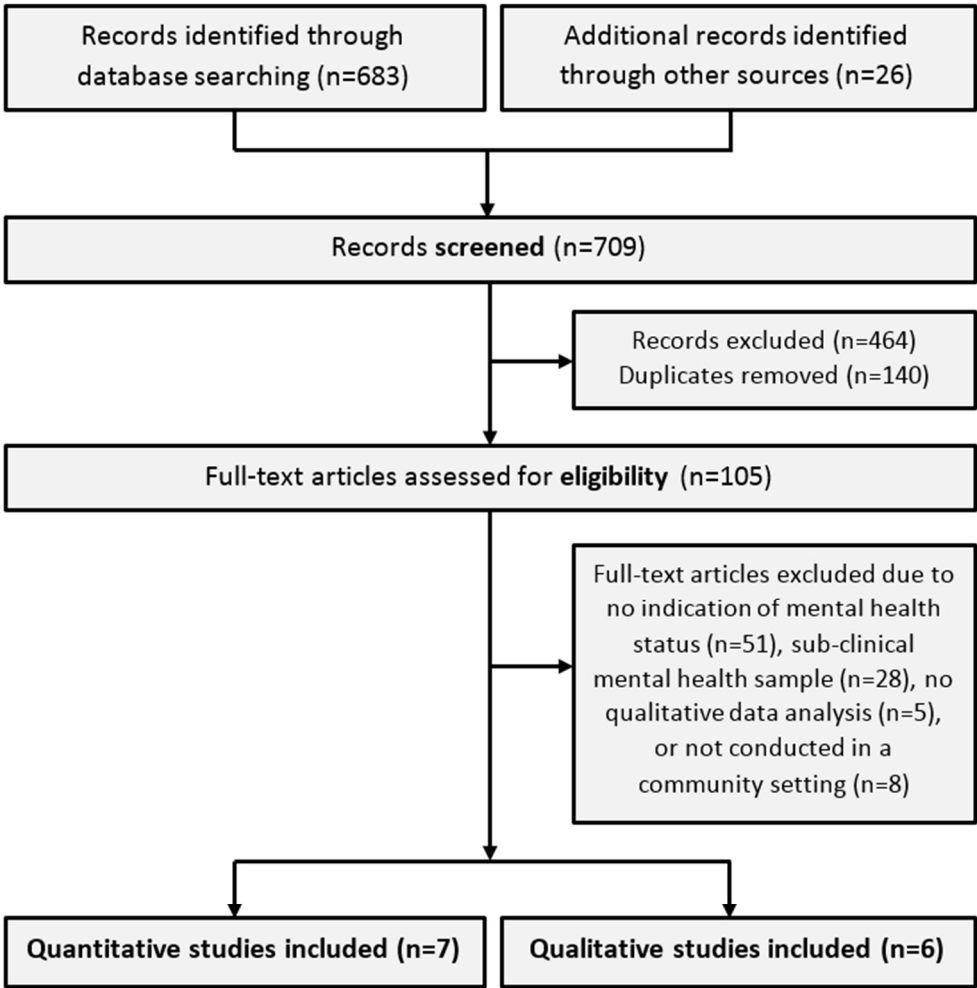 Records identified through
database searching (n=683)
Additional records identified
through other sources (n=26)
Records screened (n=709)
Records excluded (n=464)
Duplicates removed (n=140)
Full-text articles assessed for eligibility (n=105)
Full-text articles excluded due to
no indication of mental health
status (n=51), sub-clinical
mental health sample (n=28), no
qualitative data analysis (n=5),
or not conducted in a
community setting (n=8)
Quantitative studies included (n=7)
Qualitative studies included (n=6)